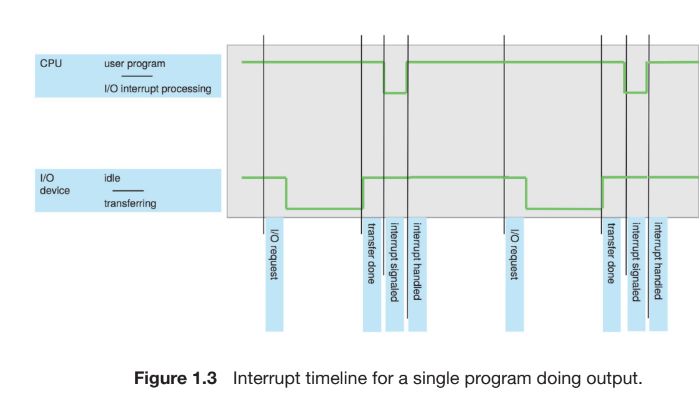 CPU
user program
I/O interrupt processing
I/O
device
idle
transferring
I/O request
transfer done
interrupt signaled
interrupt handled
I/O request
transfer done
interrupt signaled
interrupt handled
Figure 1.3 Interrupt timeline for a single program doing output.